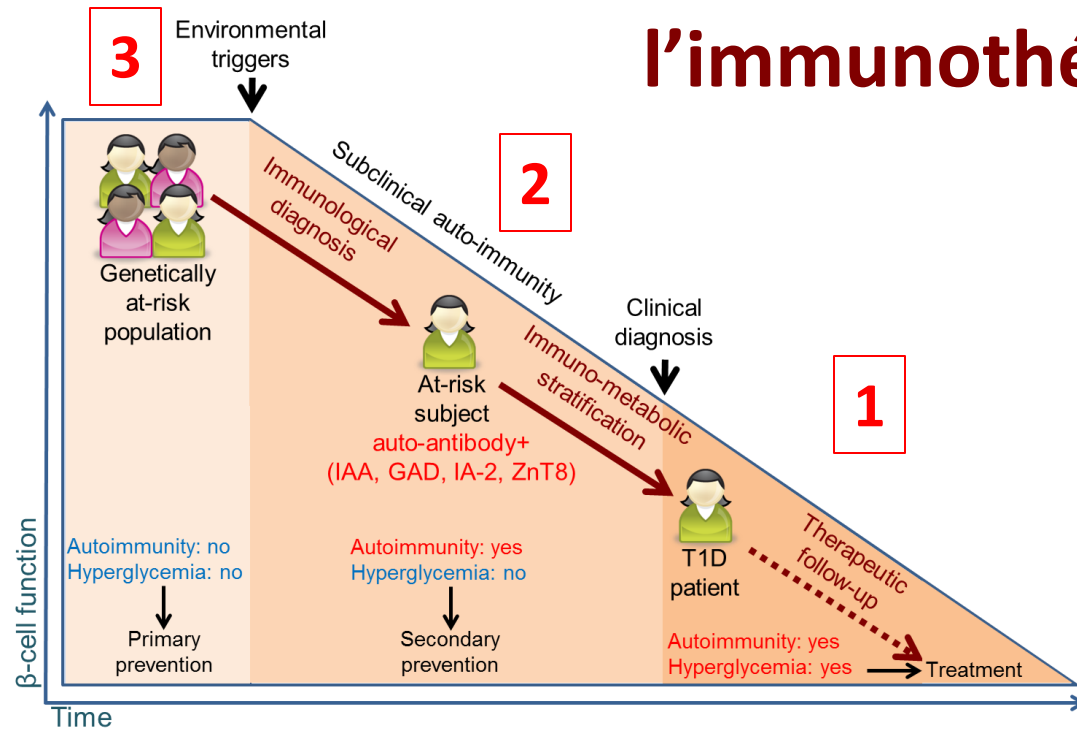 l’immunothé
3
Environmental
triggers
2
Subclinical auto-immunity
Immunological
diagnosis
Genetically
at-risk
population
Clinical
diagnosis
Immuno-metabolic
stratification
1
At-risk
subject
auto-antibody+
(IAA, GAD, IA-2, ZnT8)
Therapeutic
follow-up
T1D
patient
Autoimmunity: no
Hyperglycemia: no
Primary
prevention
Autoimmunity: yes
Hyperglycemia: no
Secondary
prevention
Autoimmunity: yes
Hyperglycemia: yes
Treatment
β-cell function
Time